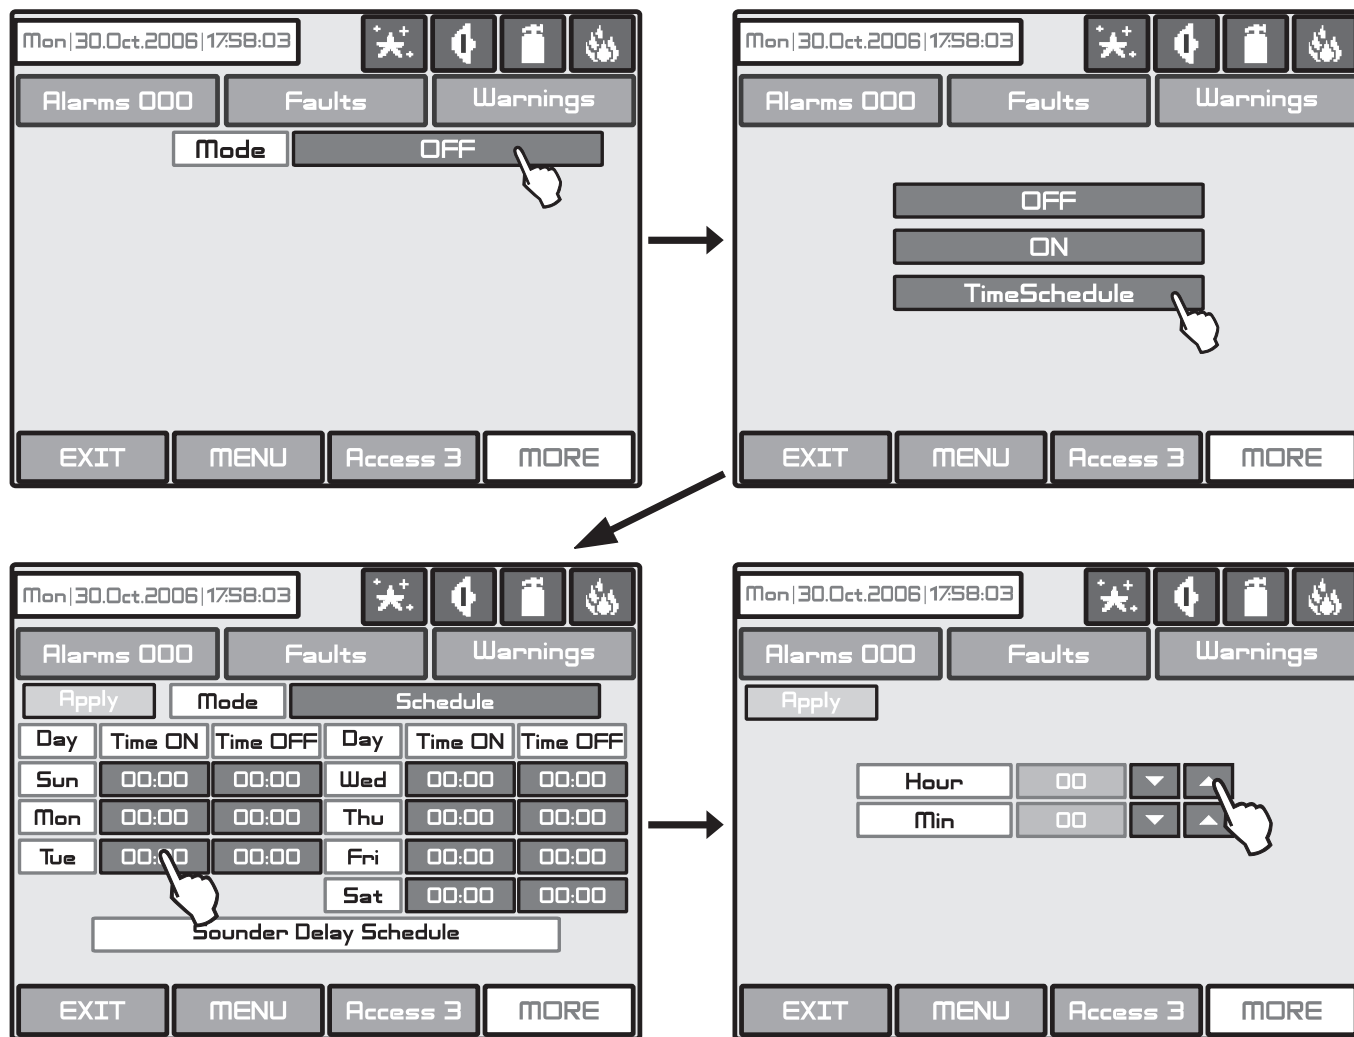 Mon|30.Oct.2006|17:58:03
Alarms 000 Faults Warnings
Mode OFF
EXIT MENU Access 3 MORE
Mon|30.Oct.2006|17:58:03
Alarms 000 Faults Warnings
OFF
ON
TimeSchedule
EXIT MENU Access 3 MORE
Mon|30.Oct.2006|17:58:03
Alarms 000 Faults Warnings
Apply Mode Schedule
Day Time ON Time OFF Day Time ON Time OFF
Sun 00:00 00:00 Wed 00:00 00:00
Mon 00:00 00:00 Thu 00:00 00:00
Tue 00:00 00:00 Fri 00:00 00:00
Sat 00:00 00:00
Sounder Delay Schedule
EXIT MENU Access 3 MORE
Mon|30.Oct.2006|17:58:03
Alarms 000 Faults Warnings
Apply
Hour 00
Min 00
EXIT MENU Access 3 MORE